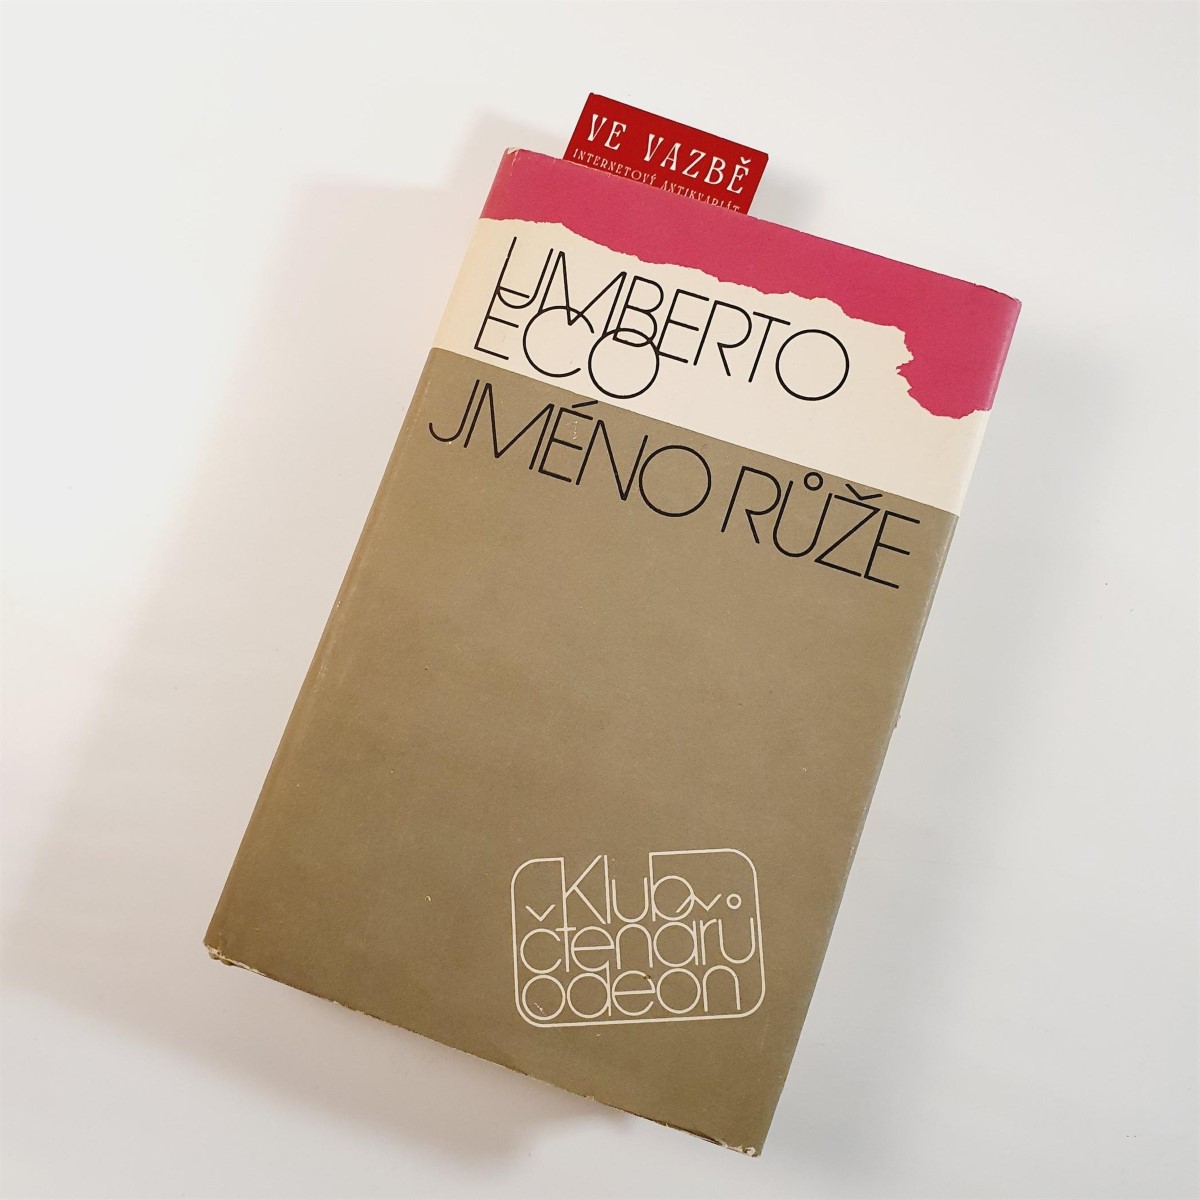 VE VAZBĚ
INTERNETOVÝ ANTIKVARIÁT
UMBERTO
ECO
JMÉNO RŮŽE
Klub
čtenářů
odeon